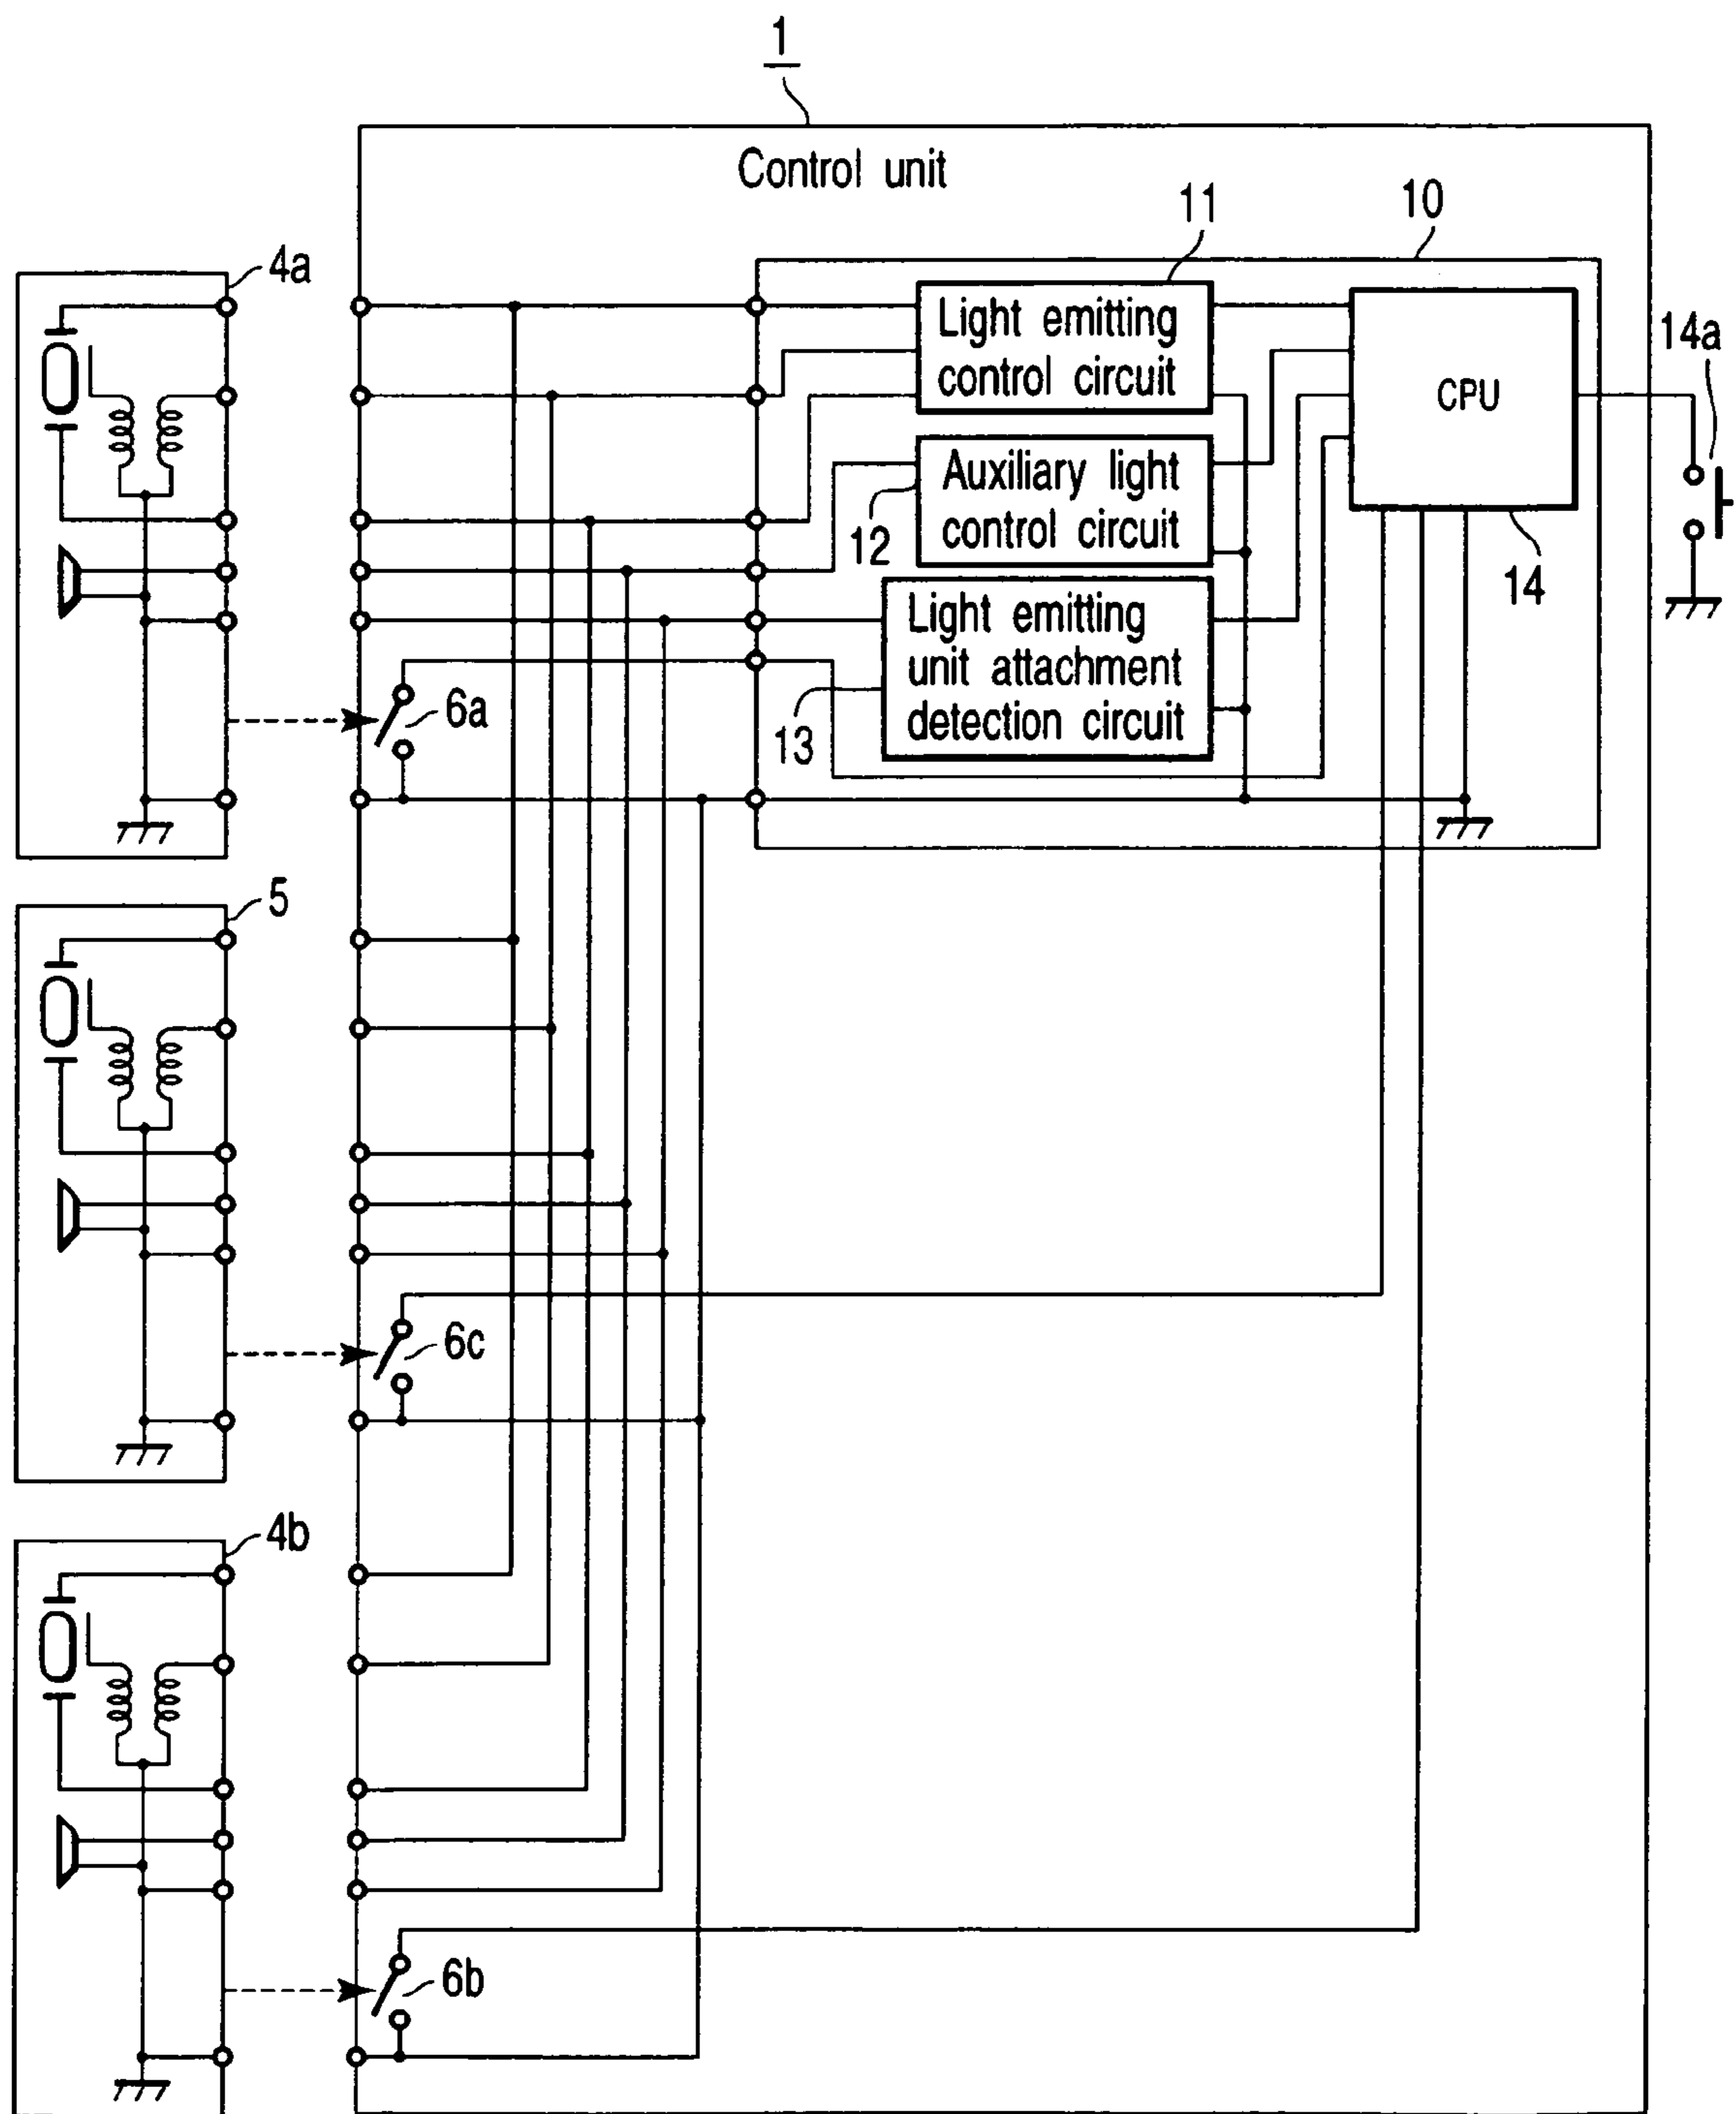 1
Control unit
11
10
4a
Light emitting
control circuit
14a
CPU
Auxiliary light
control circuit
12
14
Light emitting
unit attachment
detection circuit
13
6a
5
6c
4b
6b